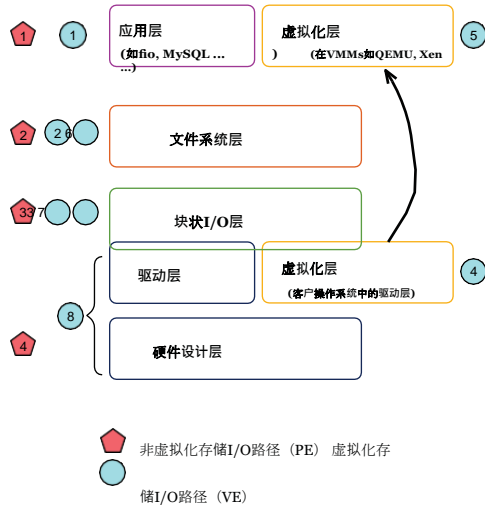 1 1 应用层 虚拟化层 5
(如fio, MySQL ... ) (在VMMs如QEMU, Xen
...)
2 2 6 文件系统层
33/7 块状I/O层
驱动层 虚拟化层 4
(客户操作系统中的驱动层)
8
4 硬件设计层
非虚拟化存储I/O路径（PE） 虚拟化存
储I/O路径（VE）